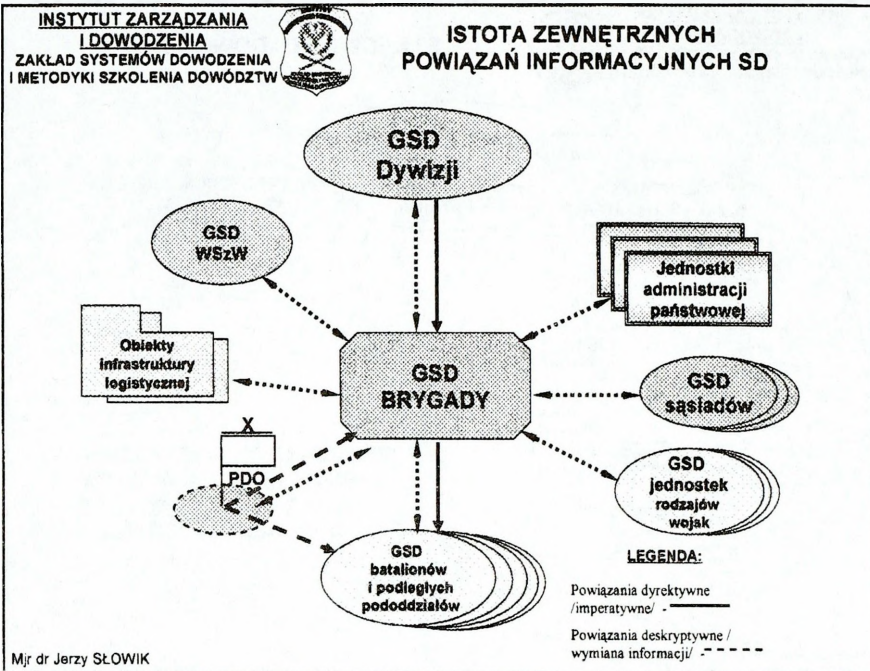 INSTYTUT ZARZĄDZANIA
I DOWODZENIA
ZAKŁAD SYSTEMÓW DOWODZENIA
I METODYKI SZKOLENIA DOWÓDZTW
ISTOTA ZEWNĘTRZNYCH
POWIĄZAŃ INFORMACYJNYCH SD
GSD
Dywizji
GSD
WSzW
Jednostki
administracji
państwowej
Obiekty
infrastruktury
logistycznej
GSD
BRYGADY
GSD
sąsiadów
X
PDO
GSD
jednostek
rodzajów
wojsk
GSD
batalionów
i podległych
pododdziałów
LEGENDA:
Powiązania dyrektywne
/imperatywne/ -
Powiązania deskryptywne /
wymiana informacji/ -
Mjr dr Jerzy SŁOWIK